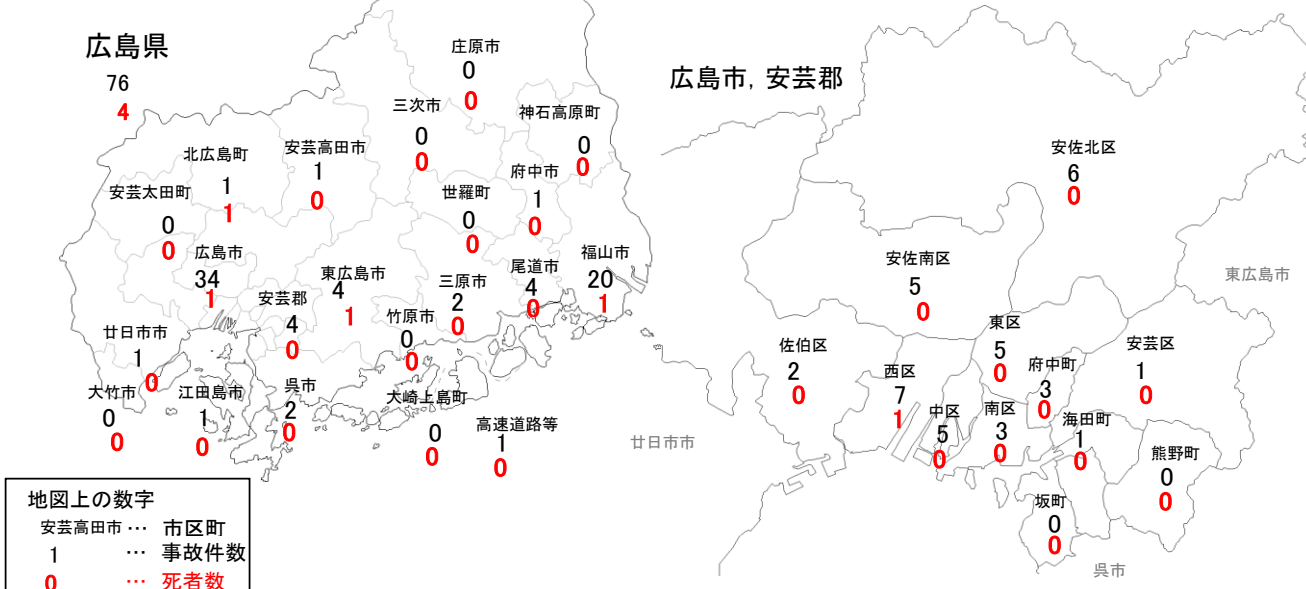 広島県
76
4
庄原市
0
0
三次市
0
0
神石高原町
0
0
北広島町
1
1
安芸高田市
1
0
安芸太田町
0
0
世羅町
0
0
府中市
1
0
広島市
34
1
安芸郡
4
0
東広島市
4
1
竹原市
0
0
三原市
2
0
尾道市
4
0
福山市
20
1
廿日市市
1
0
大竹市
0
0
江田島市
1
0
呉市
2
0
大崎上島町
0
0
高速道路等
1
0
地図上の数字
安芸高田市 … 市区町
1 … 事故件数
0 … 死者数
広島市, 安芸郡
安佐北区
6
0
安佐南区
5
0
東広島市
佐伯区
2
0
西区
7
1
東区
5
0
府中町
3
0
安芸区
1
0
中区
5
0
南区
3
0
海田町
1
0
熊野町
0
0
坂町
0
0
廿日市市
呉市